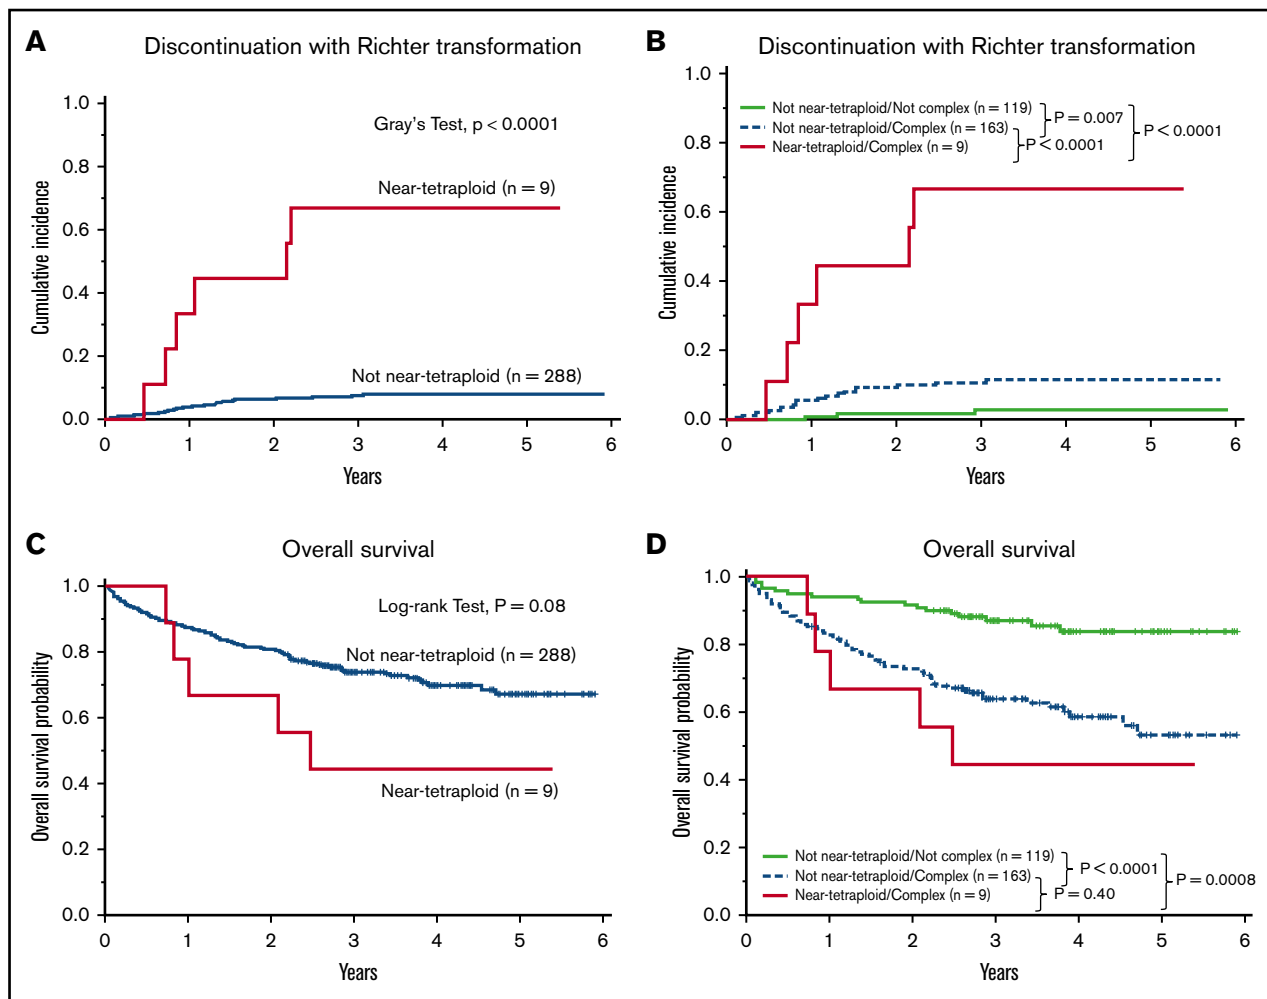 A
Discontinuation with Richter transformation
1.0
0.8
0.6
0.4
0.2
0.0
Cumulative incidence
Gray's Test, p < 0.0001
Near-tetraploid (n = 9)
Not near-tetraploid (n = 288)
0 1 2 3 4 5 6
Years
B
Discontinuation with Richter transformation
1.0
0.8
0.6
0.4
0.2
0.0
Cumulative incidence
Not near-tetraploid/Not complex (n = 119)
Not near-tetraploid/Complex (n = 163)
Near-tetraploid/Complex (n = 9)
P = 0.007
P < 0.0001
P < 0.0001
0 1 2 3 4 5 6
Years
C
Overall survival
1.0
0.8
0.6
0.4
0.2
0.0
Overall survival probability
Log-rank Test, P = 0.08
Not near-tetraploid (n = 288)
Near-tetraploid (n = 9)
0 1 2 3 4 5 6
Years
D
Overall survival
1.0
0.8
0.6
0.4
0.2
0.0
Overall survival probability
Not near-tetraploid/Not complex (n = 119)
Not near-tetraploid/Complex (n = 163)
Near-tetraploid/Complex (n = 9)
P < 0.0001
P = 0.40
P = 0.0008
0 1 2 3 4 5 6
Years